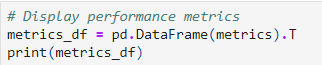 # Display performance metrics
metrics_df = pd.DataFrame(metrics).T
print(metrics_df)